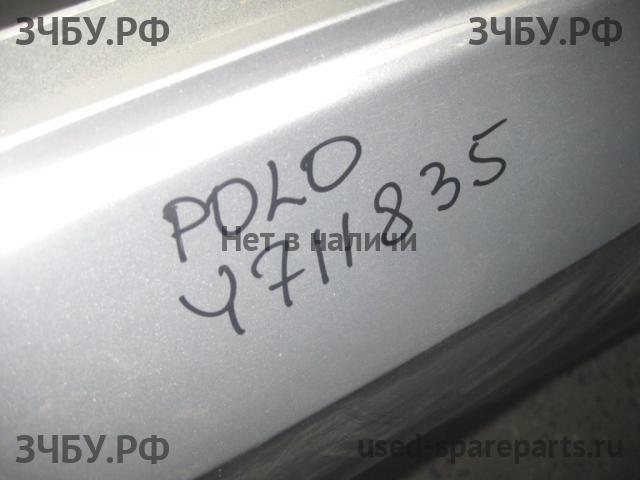 ЗЧБУ.РФ ЗЧБУ.РФ
POLO
Нет в наличии
4711835
ЗЧБУ.РФ used-spareparts.ru